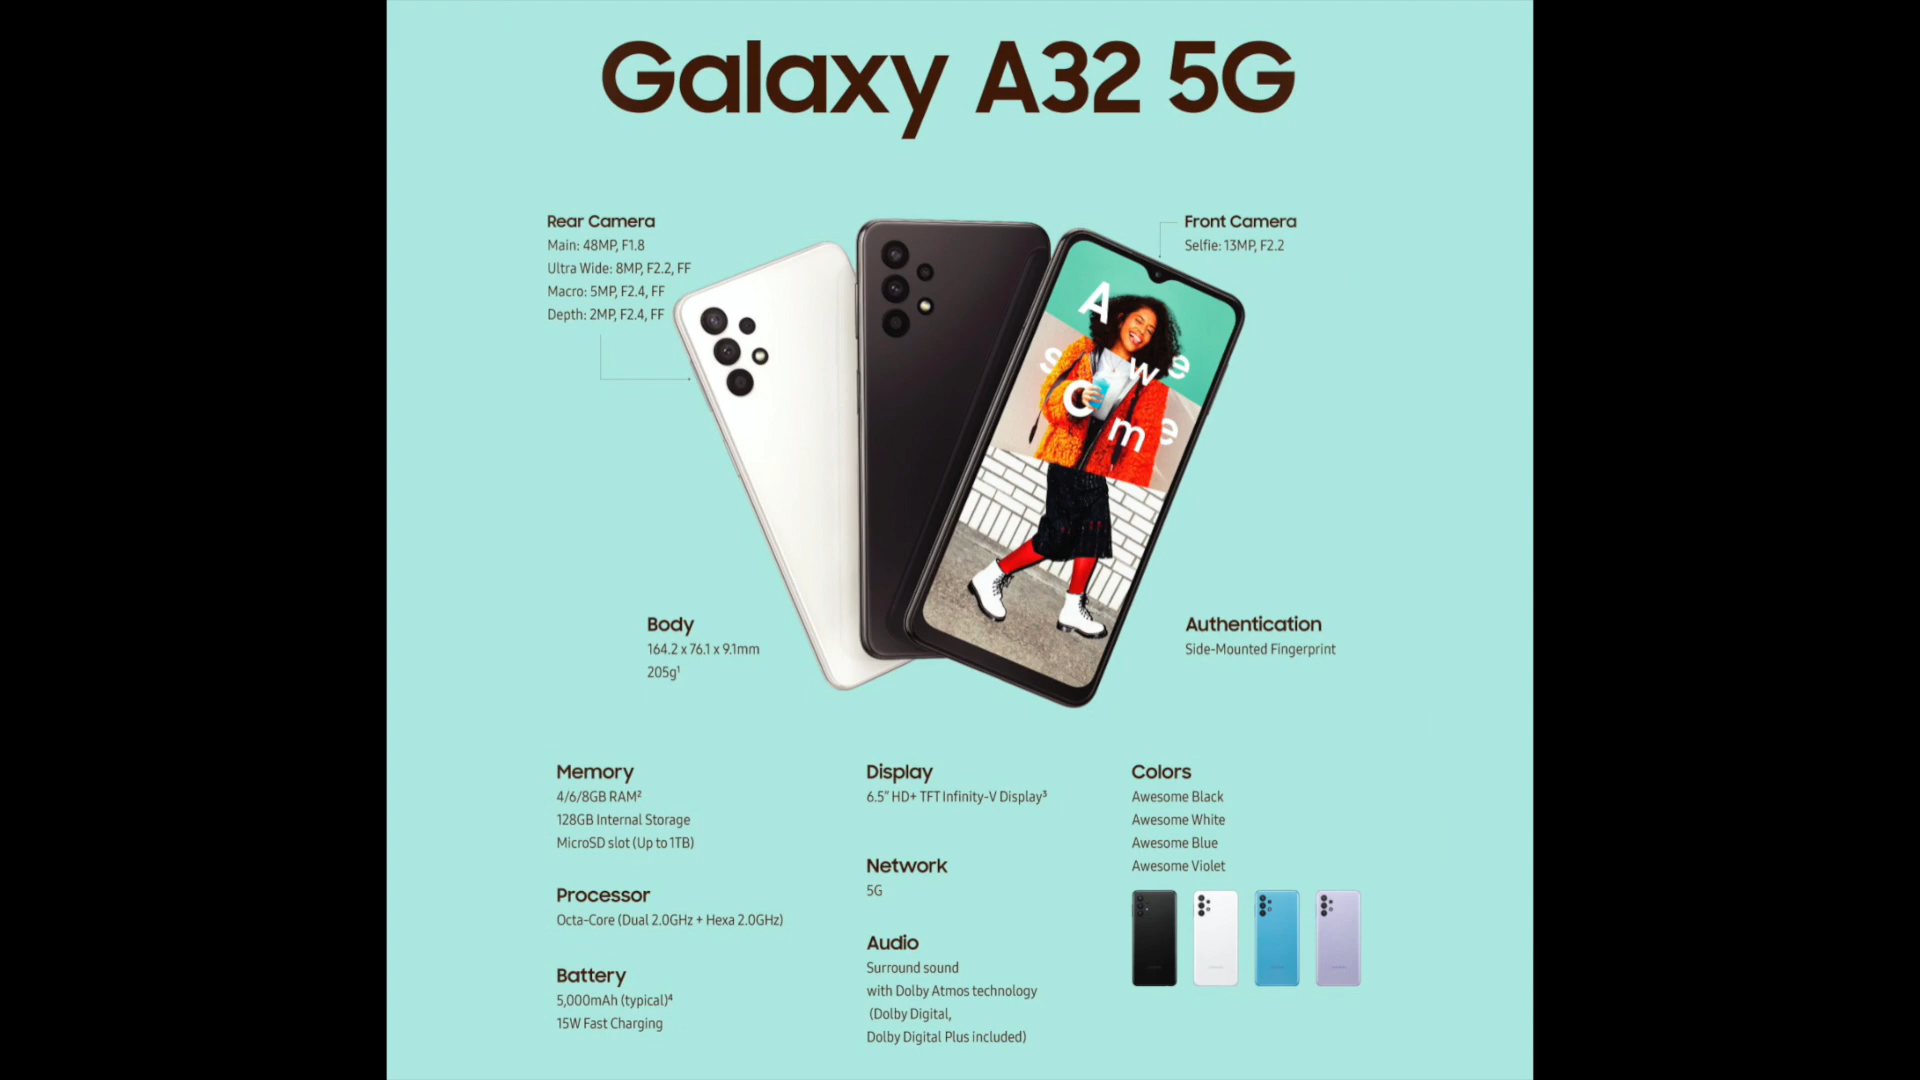 Galaxy A32 5G
Rear Camera
Main: 48MP, F1.8
Ultra Wide: 8MP, F2.2, FF
Macro: 5MP, F2.4, FF
Depth: 2MP, F2.4, FF
Front Camera
Selfie: 13MP, F2.2
A
s w e
o m e
Body
164.2 x 76.1 x 9.1mm
205g¹
Authentication
Side-Mounted Fingerprint
Memory
4/6/8GB RAM²
128GB Internal Storage
MicroSD slot (Up to 1TB)
Processor
Octa-Core (Dual 2.0GHz + Hexa 2.0GHz)
Battery
5,000mAh (typical)⁴
15W Fast Charging
Display
6.5" HD+ TFT Infinity-V Display³
Network
5G
Audio
Surround sound
with Dolby Atmos technology
(Dolby Digital,
Dolby Digital Plus included)
Colors
Awesome Black
Awesome White
Awesome Blue
Awesome Violet